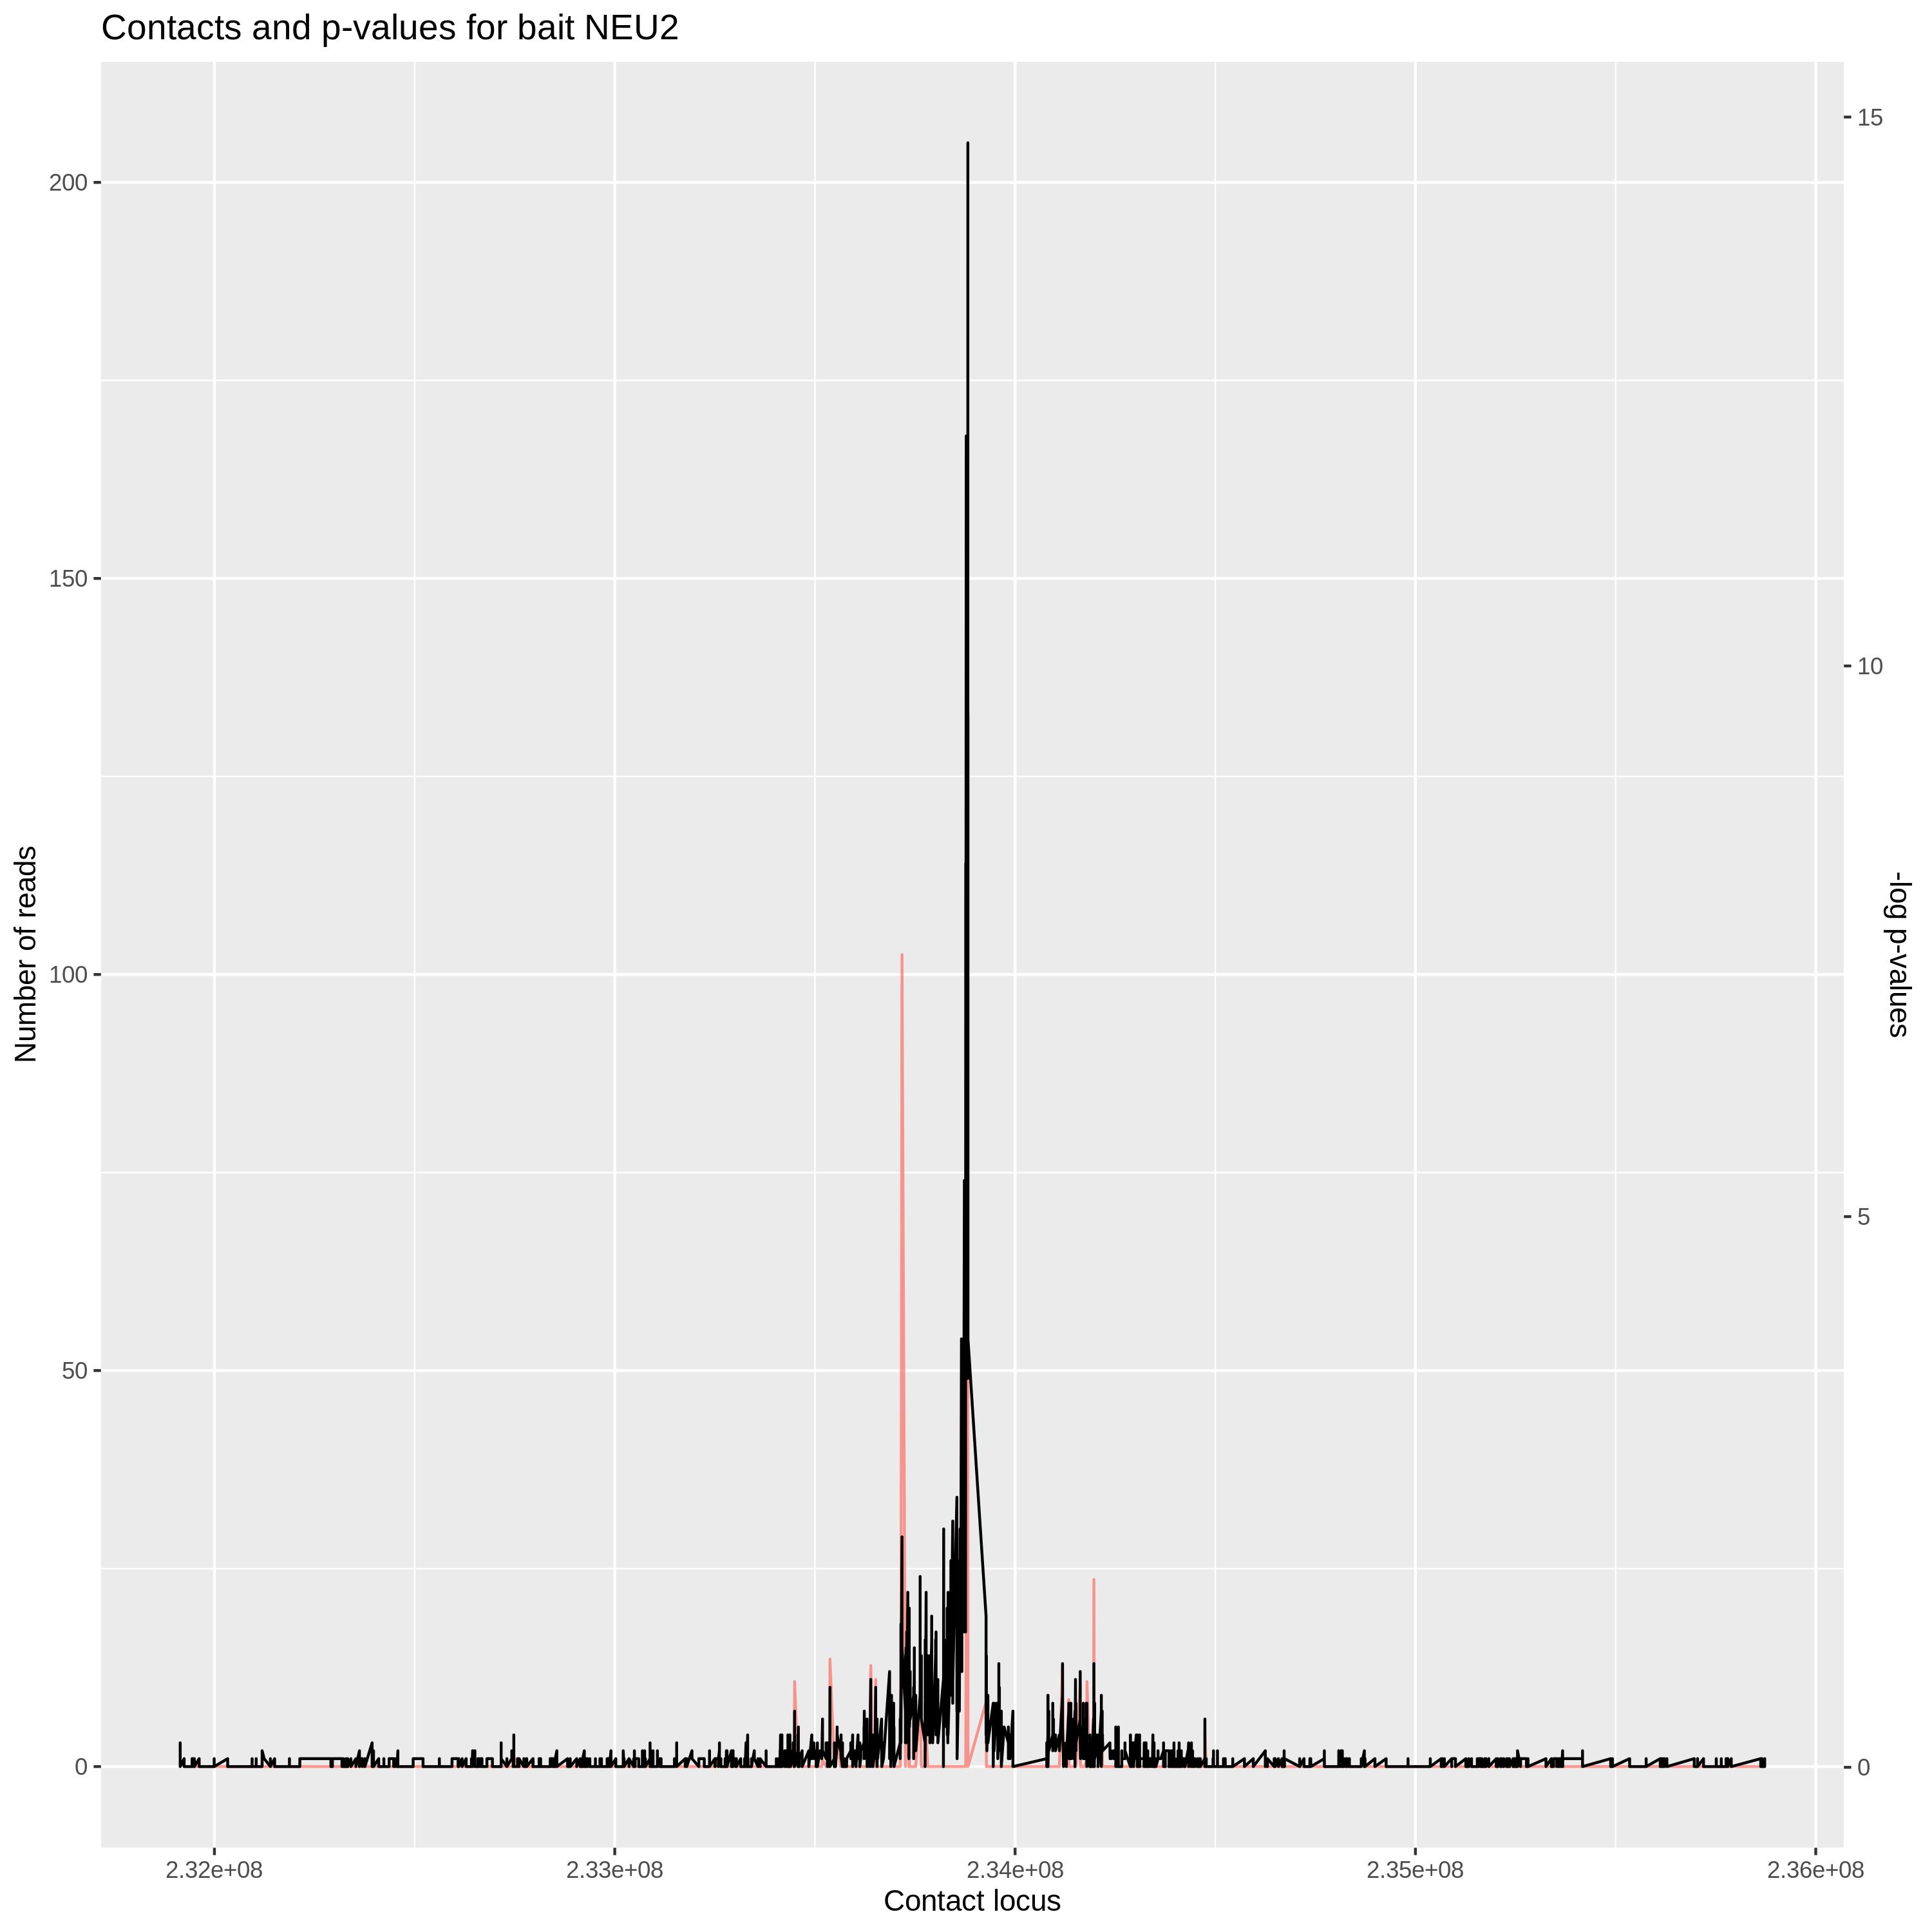 Contacts and p-values for bait NEU2
200
150
100
50
0
Number of reads
15
10
5
0
-log p-values
2.32e+08
2.33e+08
2.34e+08
2.35e+08
2.36e+08
Contact locus